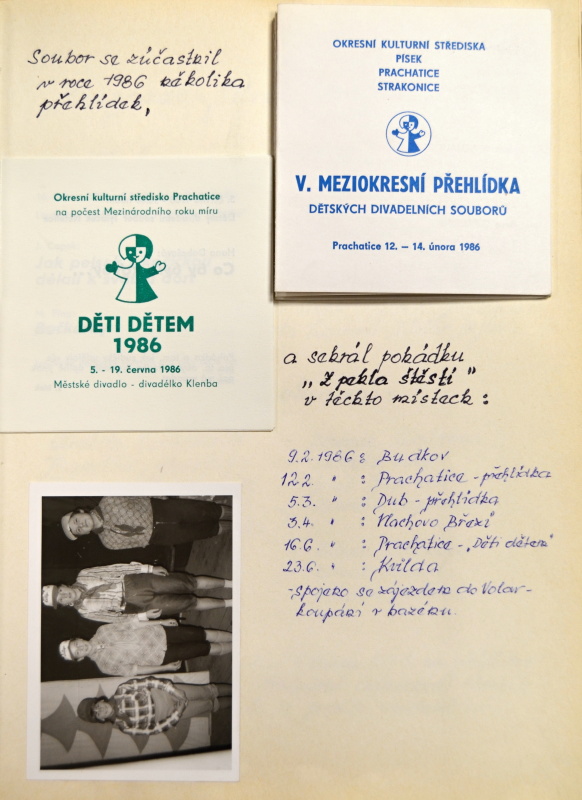 Soubor se zúčastnil
v roce 1986 několika
přehlídek,
OKRESNÍ KULTURNÍ STŘEDISKA
PÍSEK
PRACHATICE
STRAKONICE
V. MEZIOKRESNÍ PŘEHLÍDKA
DĚTSKÝCH DIVADELNÍCH SOUBORŮ
Prachatice 12. – 14. února 1986
Okresní kulturní středisko Prachatice
na počest Mezinárodního roku míru
DĚTI DĚTEM
1986
5. - 19. června 1986
Městské divadlo - divadélko Klenba
a sehrál pohádku
„Z pekla štěstí"
v těchto místech:
9.2.1986: Budkov
12.2. " : Prachatice - přehlídka
5.3. " : Dub - přehlídka
3.4. " : Vlachovo Březí
16.6. " : Prachatice - „Děti dětem"
23.6. " : Kvilda
- spojeno se zájezdem do Volar -
koupání v bazénu.